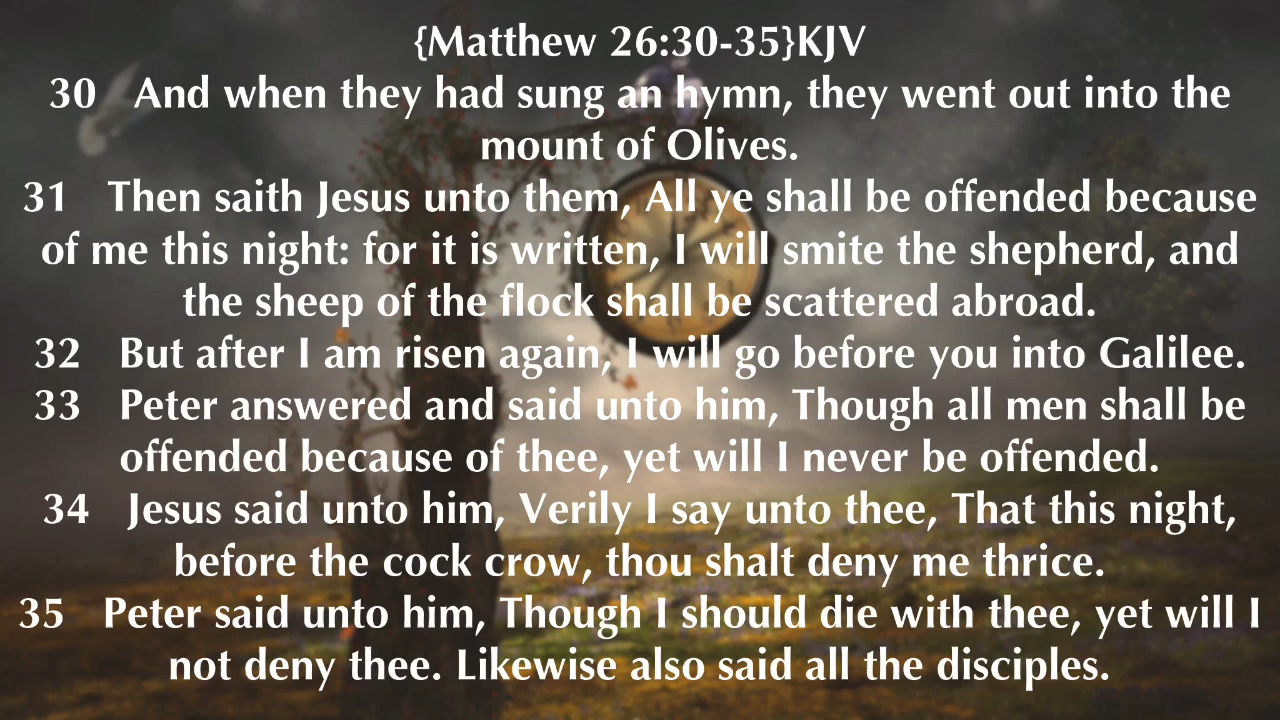 {Matthew 26:30-35}KJV
30 And when they had sung an hymn, they went out into the
mount of Olives.
31 Then saith Jesus unto them, All ye shall be offended because
of me this night: for it is written, I will smite the shepherd, and
the sheep of the flock shall be scattered abroad.
32 But after I am risen again, I will go before you into Galilee.
33 Peter answered and said unto him, Though all men shall be
offended because of thee, yet will I never be offended.
34 Jesus said unto him, Verily I say unto thee, That this night,
before the cock crow, thou shalt deny me thrice.
35 Peter said unto him, Though I should die with thee, yet will I
not deny thee. Likewise also said all the disciples.